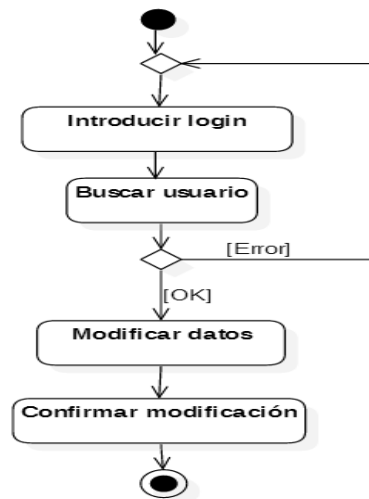 Introducir login
Buscar usuario
[Error]
[OK]
Modificar datos
Confirmar modificación